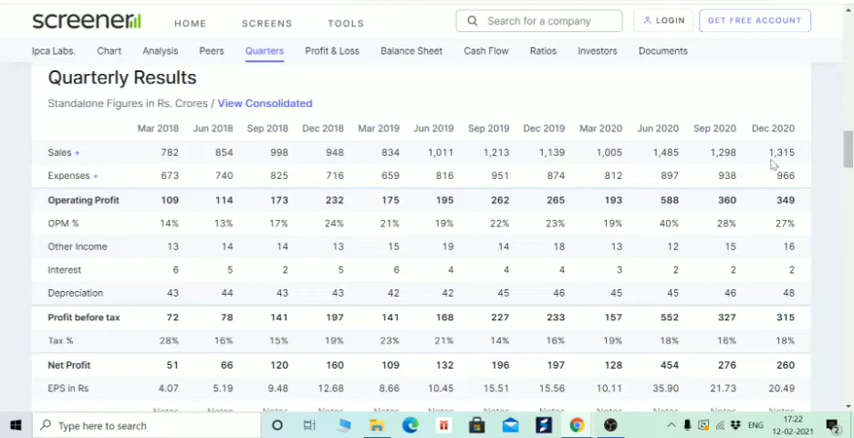 screener
HOME SCREENS TOOLS
Search for a company
LOGIN
GET FREE ACCOUNT
Ipca Labs. Chart Analysis Peers Quarters Profit & Loss Balance Sheet Cash Flow Ratios Investors Documents
Quarterly Results
Standalone Figures in Rs. Crores / View Consolidated
Mar 2018 Jun 2018 Sep 2018 Dec 2018 Mar 2019 Jun 2019 Sep 2019 Dec 2019 Mar 2020 Jun 2020 Sep 2020 Dec 2020
Sales + 782 854 998 948 834 1,011 1,213 1,139 1,005 1,485 1,298 1,315
Expenses + 673 740 825 716 659 816 951 874 812 897 938 966
Operating Profit 109 114 173 232 175 195 262 265 193 588 360 349
OPM % 14% 13% 17% 24% 21% 19% 22% 23% 19% 40% 28% 27%
Other Income 13 14 14 13 15 19 14 18 13 12 15 16
Interest 6 5 2 5 6 4 4 4 3 2 2 2
Depreciation 43 44 43 43 42 42 45 46 45 45 46 48
Profit before tax 72 78 141 197 141 168 227 233 157 552 327 315
Tax % 28% 16% 15% 19% 23% 21% 14% 16% 19% 18% 16% 18%
Net Profit 51 66 120 160 109 132 196 197 128 454 276 260
EPS in Rs 4.07 5.19 9.48 12.68 8.66 10.45 15.51 15.56 10.11 35.90 21.73 20.49
Type here to search
ENG
17:22
12-02-2021
2